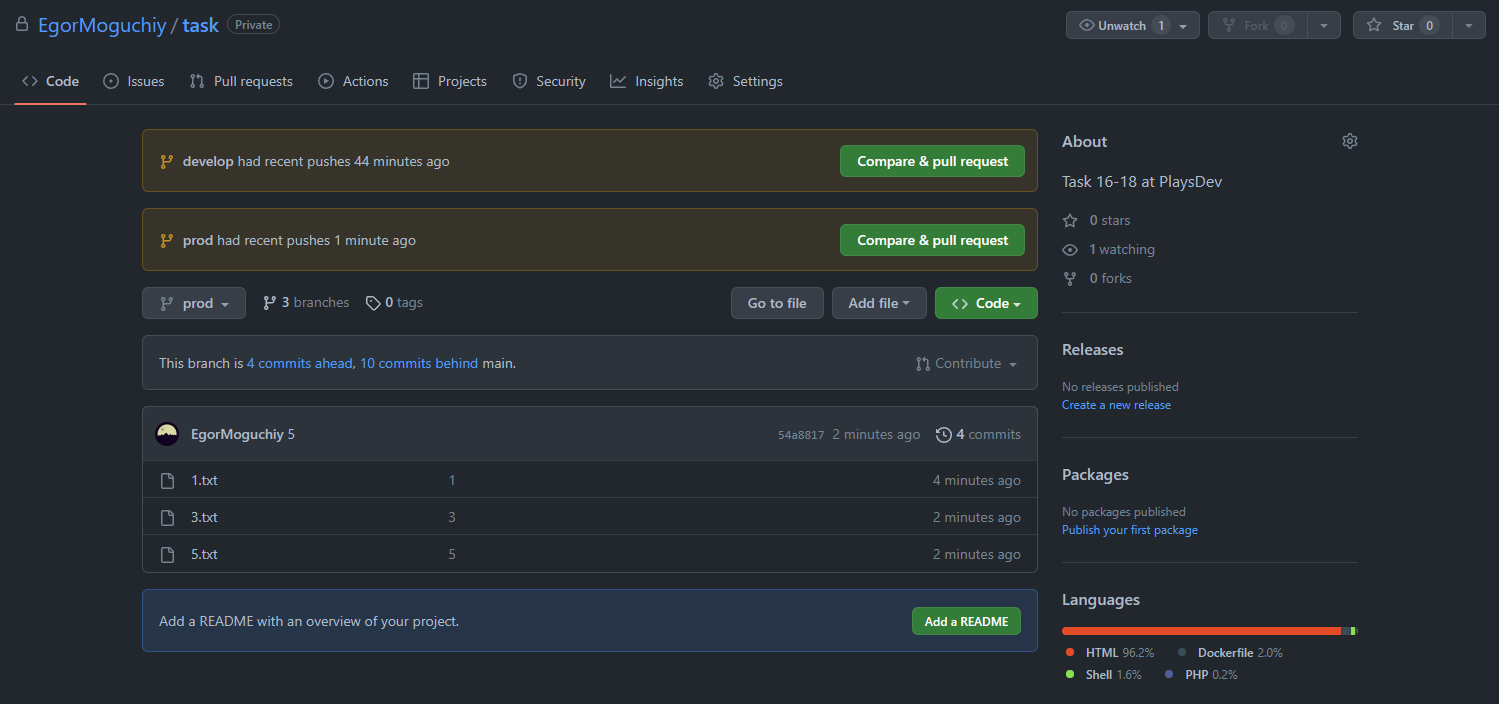 EgorMoguchiy / task Private
Unwatch 1 Fork 0 Star 0
Code Issues Pull requests Actions Projects Security Insights Settings
develop had recent pushes 44 minutes ago Compare & pull request
prod had recent pushes 1 minute ago Compare & pull request
prod 3 branches 0 tags Go to file Add file Code
This branch is 4 commits ahead, 10 commits behind main. Contribute
EgorMoguchiy 5 54a8817 2 minutes ago 4 commits
1.txt 1 4 minutes ago
3.txt 3 2 minutes ago
5.txt 5 2 minutes ago
Add a README with an overview of your project. Add a README
About
Task 16-18 at PlaysDev
0 stars
1 watching
0 forks
Releases
No releases published
Create a new release
Packages
No packages published
Publish your first package
Languages
HTML 96.2% Dockerfile 2.0%
Shell 1.6% PHP 0.2%